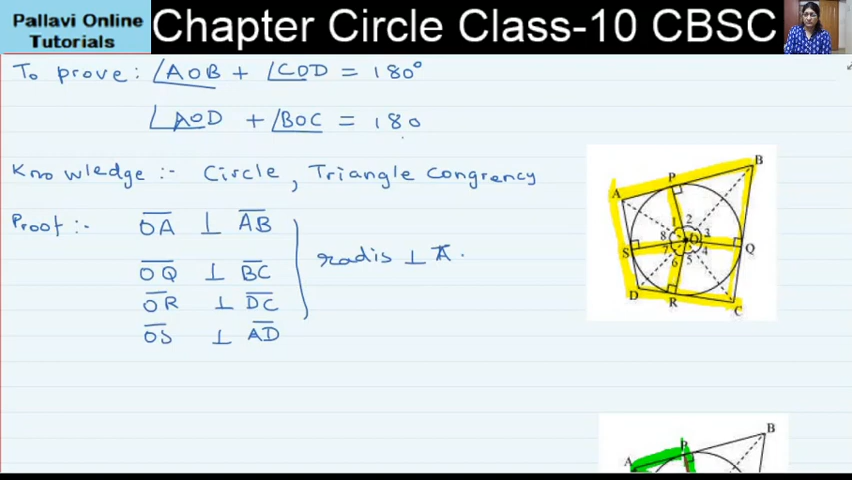 Pallavi Online
Tutorials
Chapter Circle Class-10 CBSC
To prove: ∠AOB + ∠COD = 180°
∠AOD + ∠BOC = 180
Knowledge :- Circle, Triangle Congrency
Proof :- OA ⊥ AB
OQ ⊥ BC
radis ⊥ A
OR ⊥ DC
OS ⊥ AD
B
P
A
1 2
8 O 3
S 7 4 Q
6 5
D R C
B
P
A